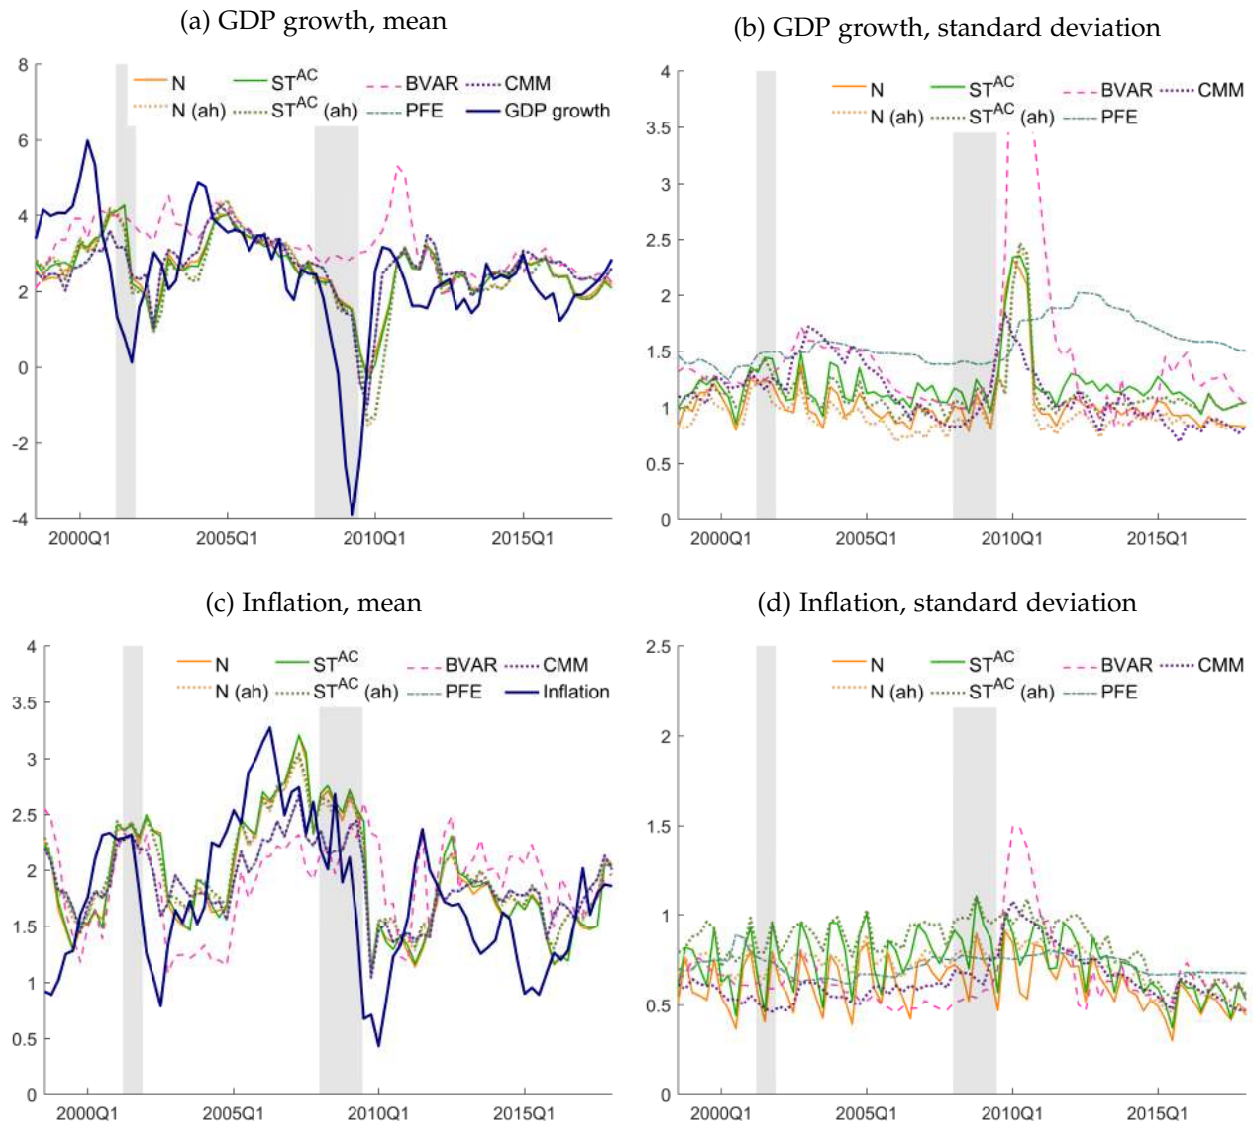 (a) GDP growth, mean
8
6
4
2
0
-2
-4
N
ST^AC
BVAR
CMM
N (ah)
ST^AC (ah)
PFE
GDP growth
2000Q1
2005Q1
2010Q1
2015Q1
(b) GDP growth, standard deviation
4
3.5
3
2.5
2
1.5
1
0.5
0
N
ST^AC
BVAR
CMM
N (ah)
ST^AC (ah)
PFE
2000Q1
2005Q1
2010Q1
2015Q1
(c) Inflation, mean
4
3.5
3
2.5
2
1.5
1
0.5
0
N
ST^AC
BVAR
CMM
N (ah)
ST^AC (ah)
PFE
Inflation
2000Q1
2005Q1
2010Q1
2015Q1
(d) Inflation, standard deviation
2.5
2
1.5
1
0.5
0
N
ST^AC
BVAR
CMM
N (ah)
ST^AC (ah)
PFE
2000Q1
2005Q1
2010Q1
2015Q1